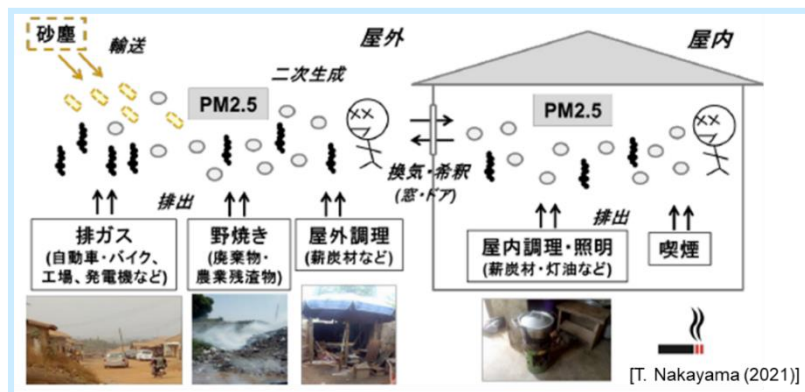 砂塵
輸送
屋外
屋内
二次生成
PM2.5
PM2.5
換気・希釈
(窓・ドア)
排出
排出
排ガス
(自動車・バイク、
工場、発電機など)
野焼き
(廃棄物・
農業残渣物)
屋外調理
(薪炭材など)
屋内調理・照明
(薪炭材・灯油など)
喫煙
[T. Nakayama (2021)]